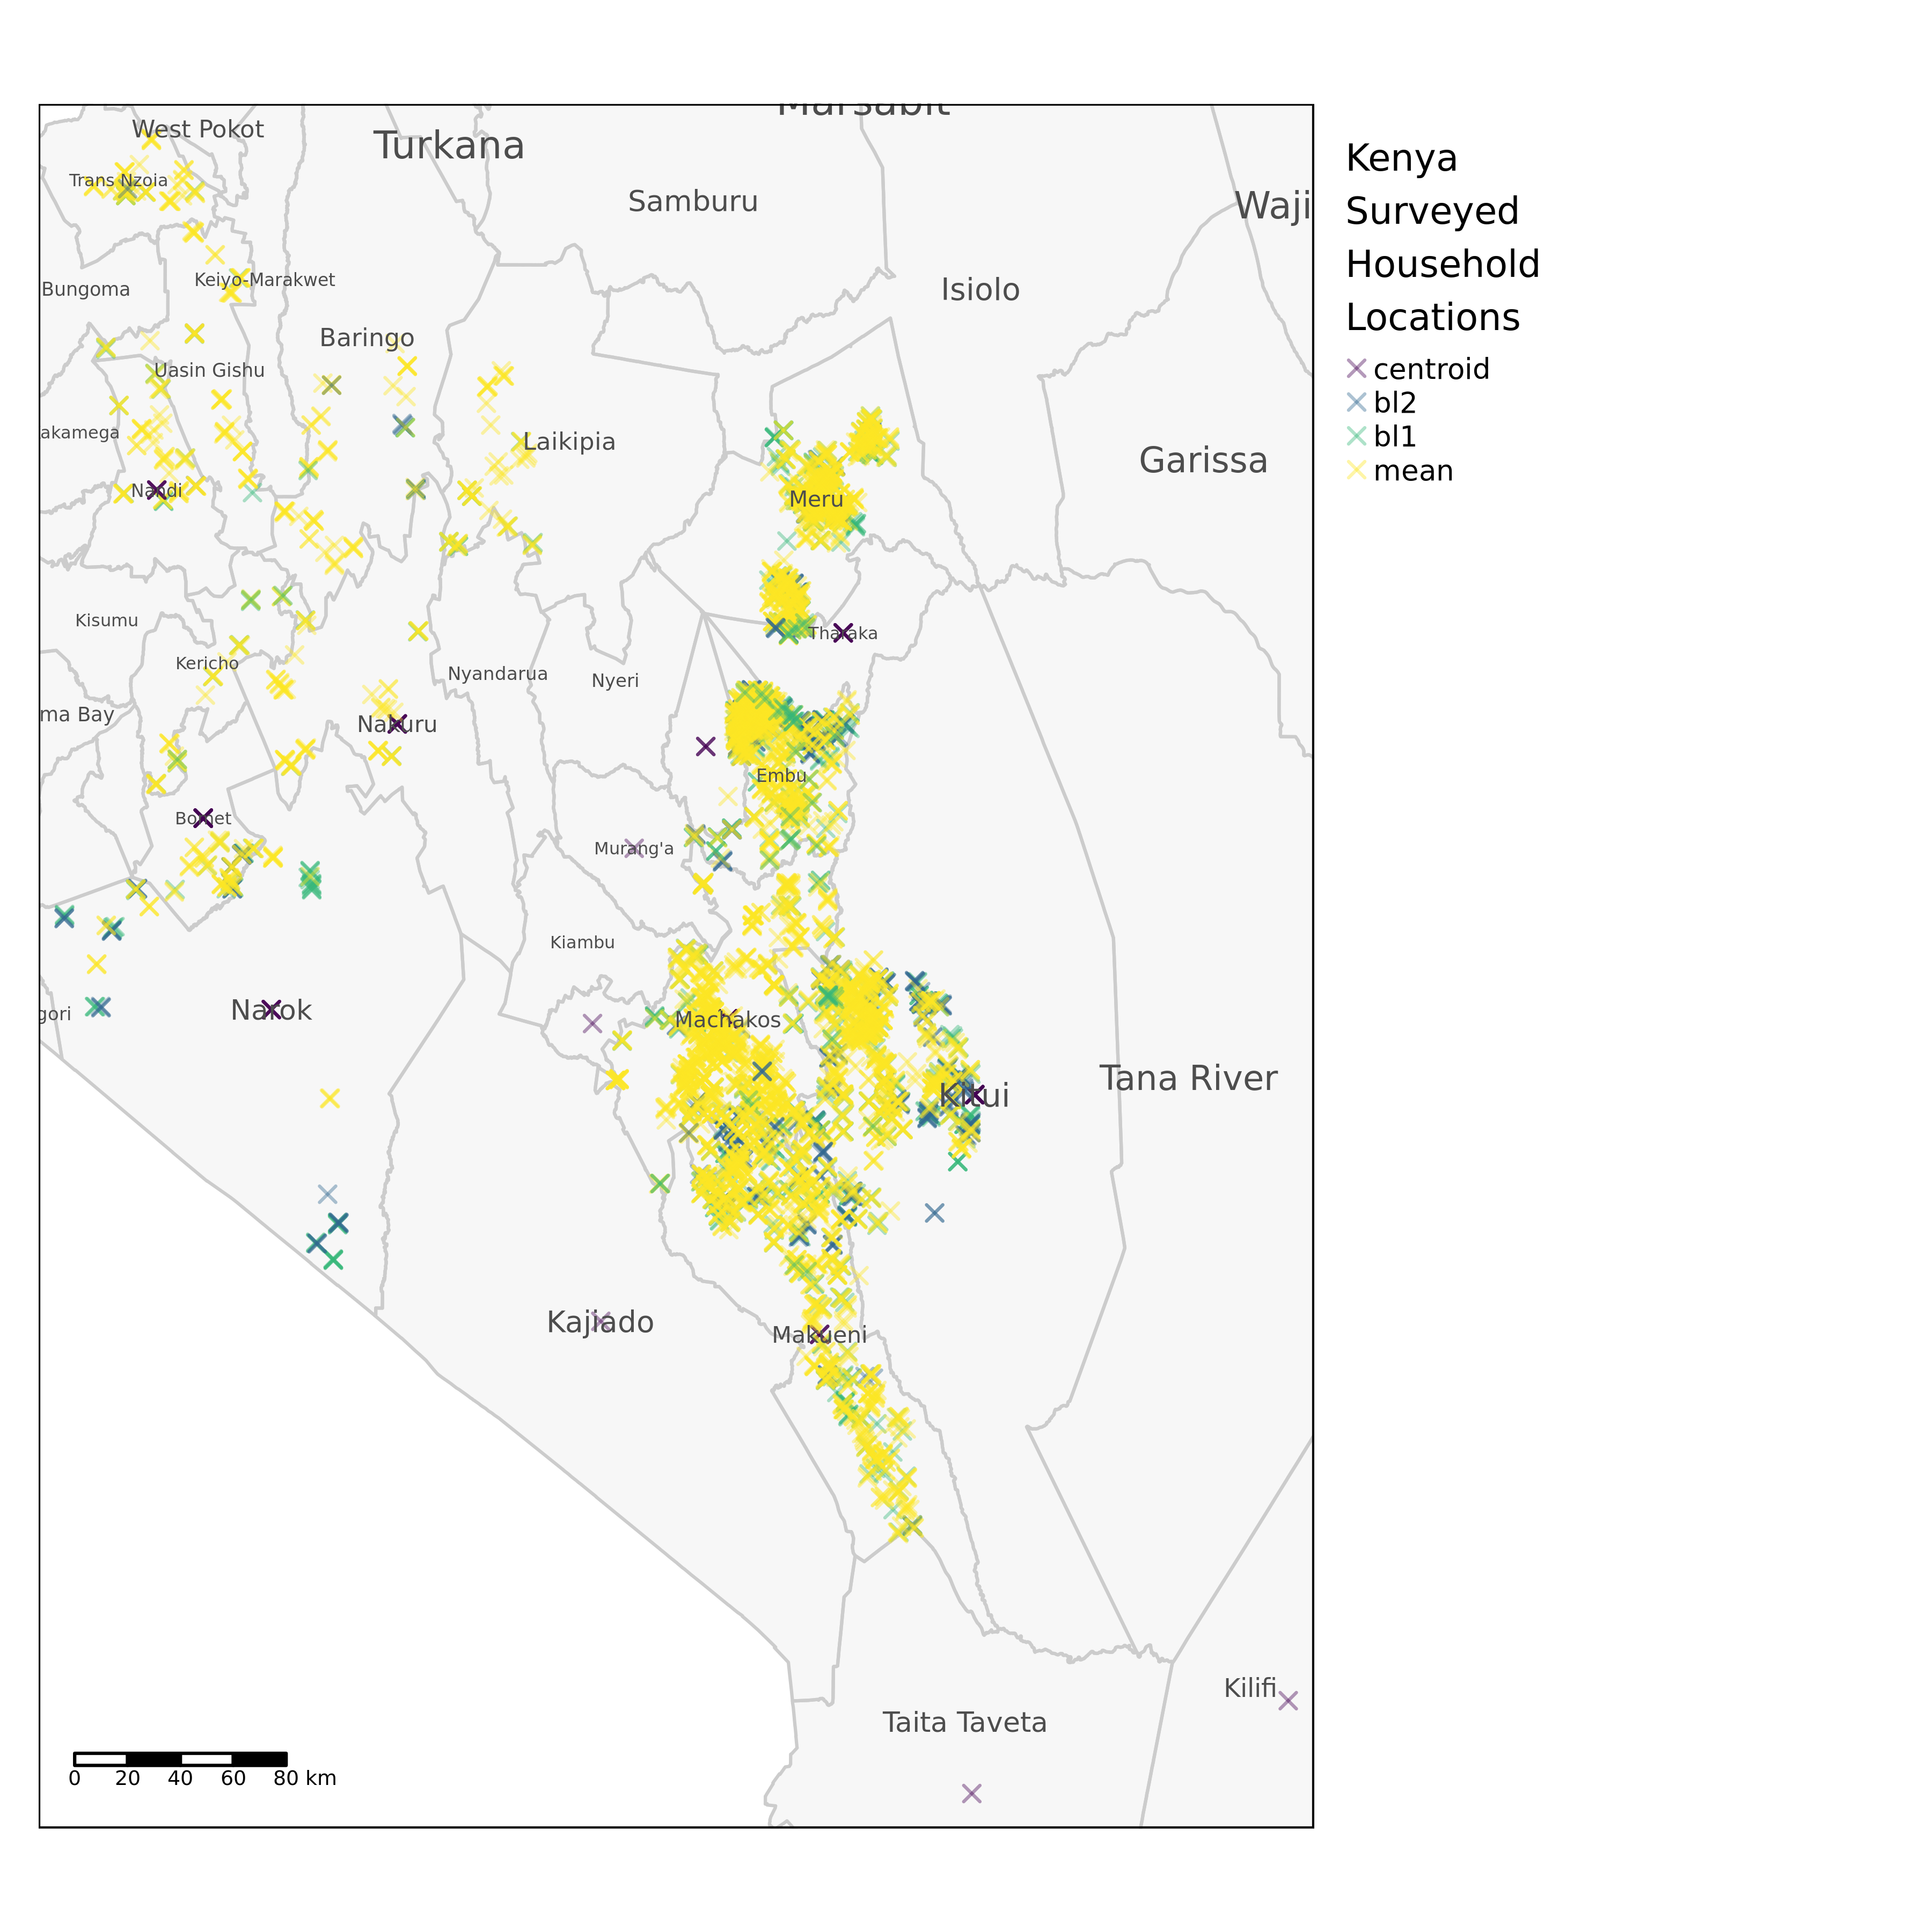 Marsabit
West Pokot
Turkana
Trans Nzoia
Samburu
Waji
Keiyo-Marakwet
Bungoma
Isiolo
Baringo
Uasin Gishu
akamega
Laikipia
Garissa
Nandi
Meru
Kisumu
Tharaka
Kericho
Nyandarua
Nyeri
ma Bay
Nakuru
Embu
Bomet
Murang'a
Kiambu
Narok
gori
Machakos
Kitui
Tana River
Kajiado
Makueni
Kilifi
Taita Taveta
0 20 40 60 80 km
Kenya
Surveyed
Household
Locations
centroid
bl2
bl1
mean